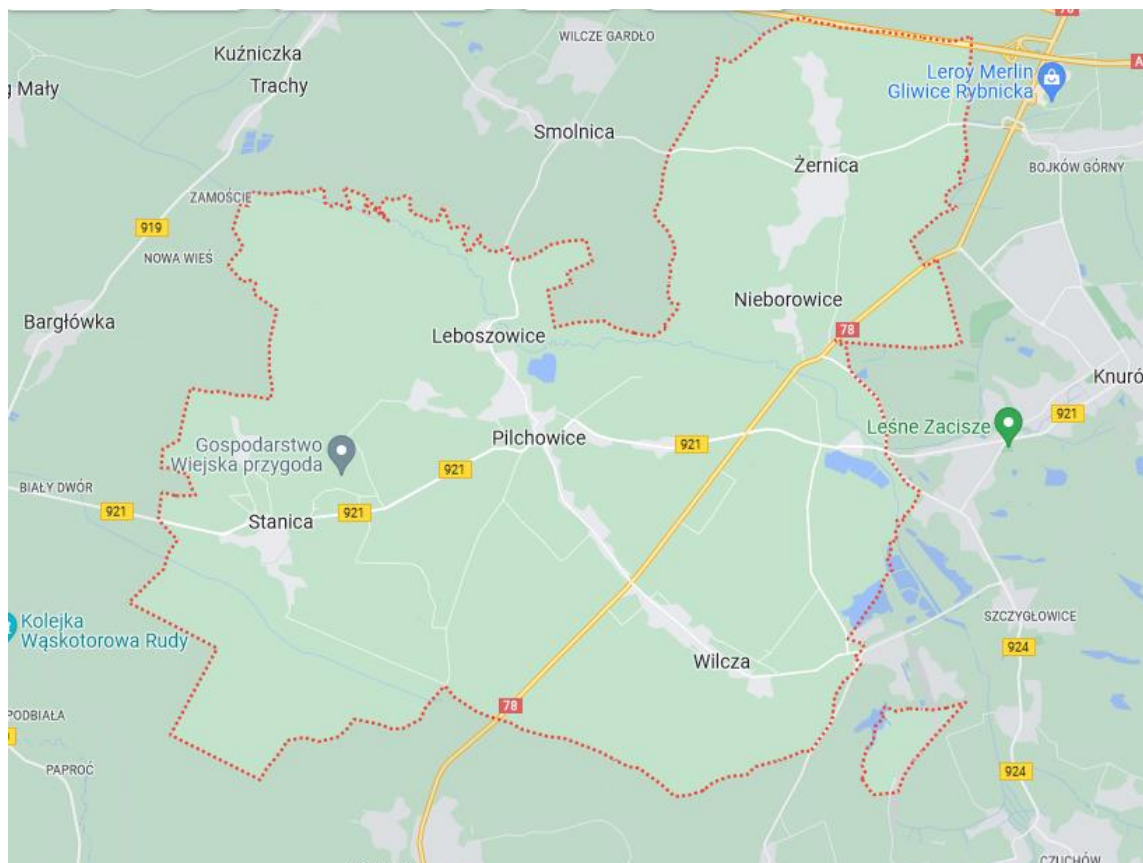 78
WILCZE GARDŁO
Kuźniczka
Trachy
Mały
Leroy Merlin
Gliwice Rybnicka
A
Smolnica
Żernica
BOJKÓW GÓRNY
ZAMOŚCIE
919
NOWA WIEŚ
Nieborowice
Bargłówka
78
Leboszowice
Knuró
921
Leśne Zacisze
Pilchowice
921
Gospodarstwo
Wiejska przygoda
921
BIAŁY DWÓR
921
921
Stanica
Kolejka
Wąskotorowa Rudy
SZCZYGŁOWICE
924
Wilcza
78
PODBIAŁA
PAPROĆ
924
CZUCHÓW